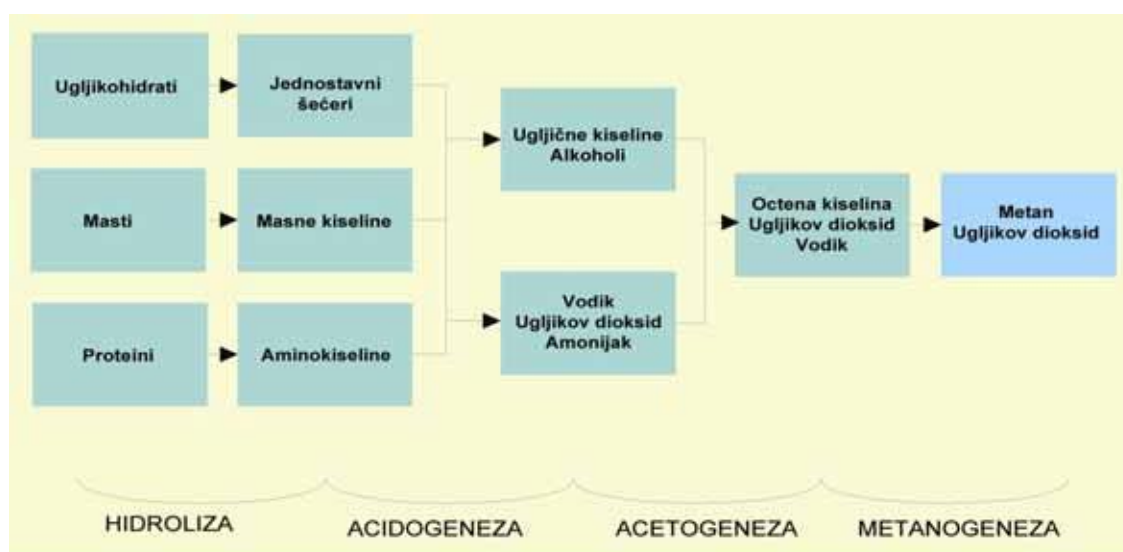 Ugljikohidrati
Jednostavni
šećeri
Ugljične kiseline
Alkoholi
Masti
Masne kiseline
Octena kiselina
Ugljikov dioksid
Vodik
Metan
Ugljikov dioksid
Vodik
Ugljikov dioksid
Amonijak
Proteini
Aminokiseline
HIDROLIZA
ACIDOGENEZA
ACETOGENEZA
METANOGENEZA